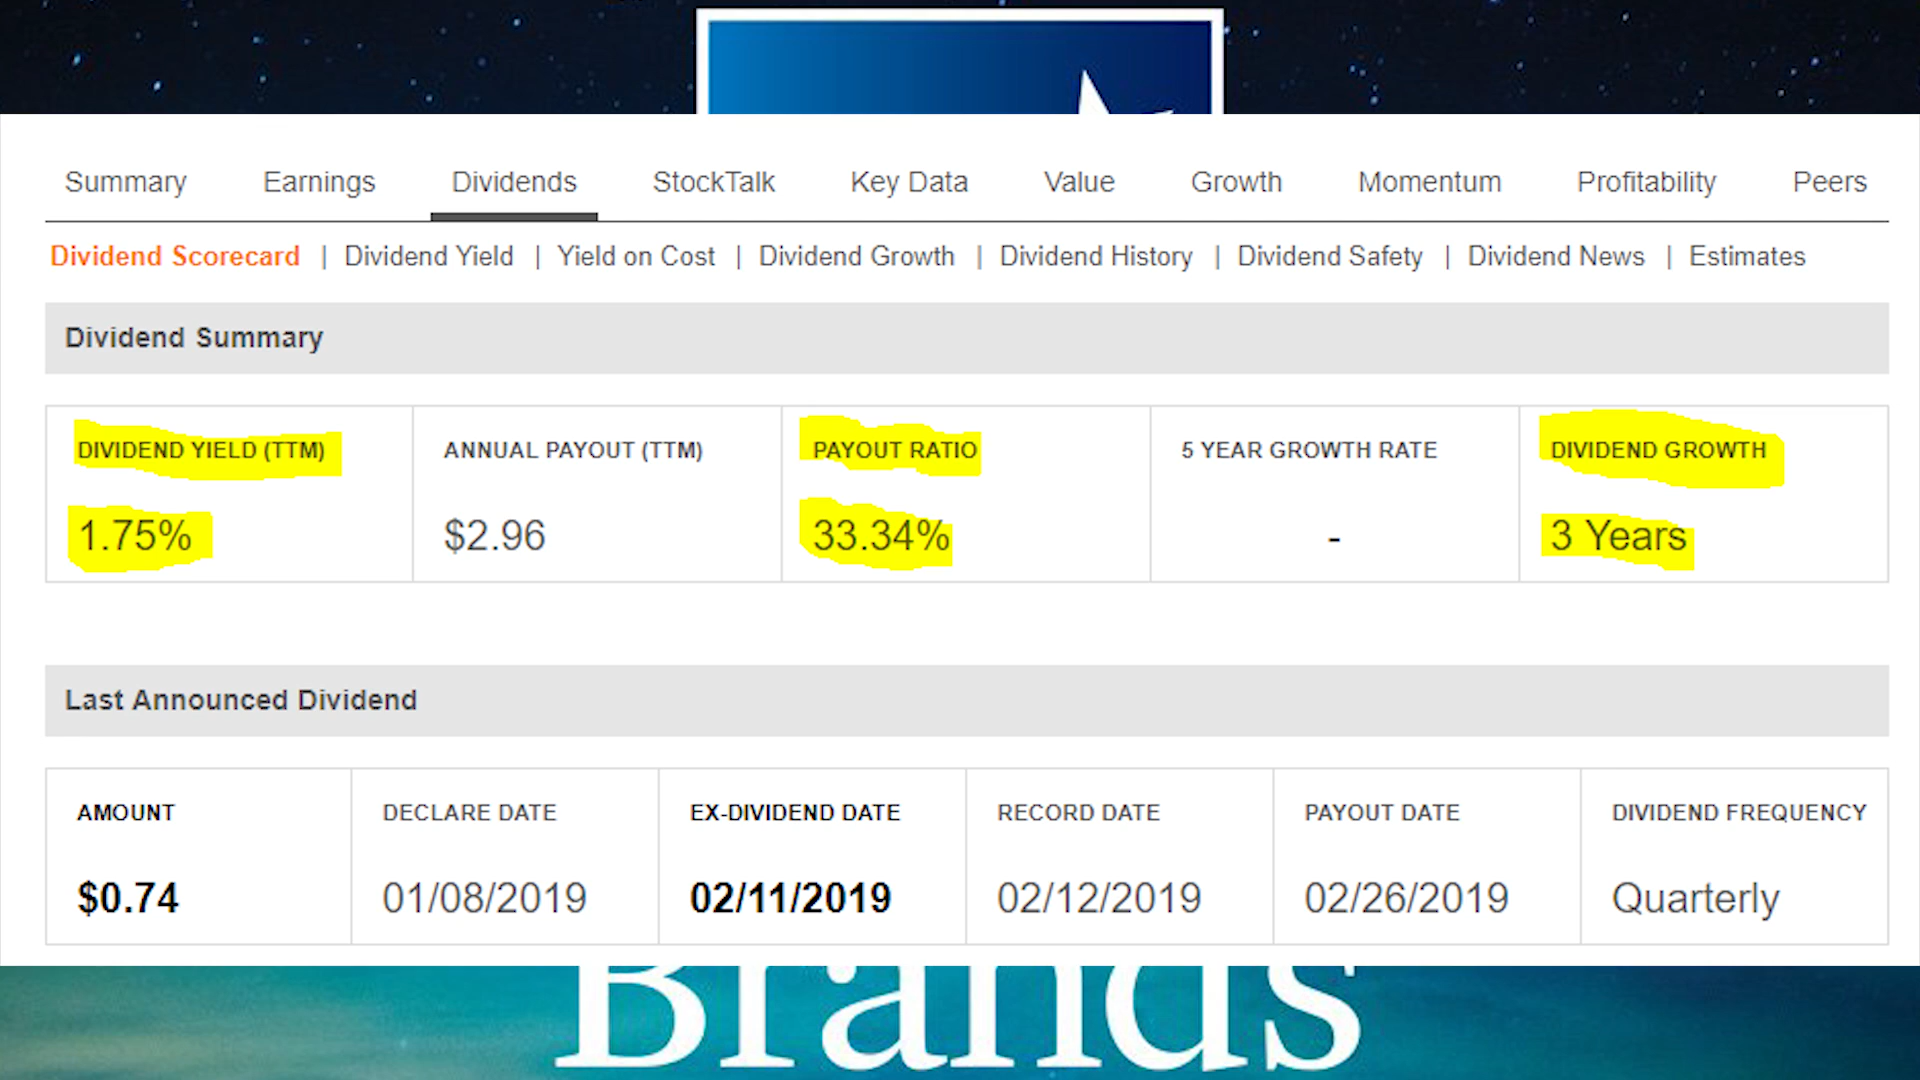 Summary Earnings Dividends StockTalk Key Data Value Growth Momentum Profitability Peers
Dividend Scorecard | Dividend Yield | Yield on Cost | Dividend Growth | Dividend History | Dividend Safety | Dividend News | Estimates
Dividend Summary
DIVIDEND YIELD (TTM) ANNUAL PAYOUT (TTM) PAYOUT RATIO 5 YEAR GROWTH RATE DIVIDEND GROWTH
1.75% $2.96 33.34% - 3 Years
Last Announced Dividend
AMOUNT DECLARE DATE EX-DIVIDEND DATE RECORD DATE PAYOUT DATE DIVIDEND FREQUENCY
$0.74 01/08/2019 02/11/2019 02/12/2019 02/26/2019 Quarterly
Brands